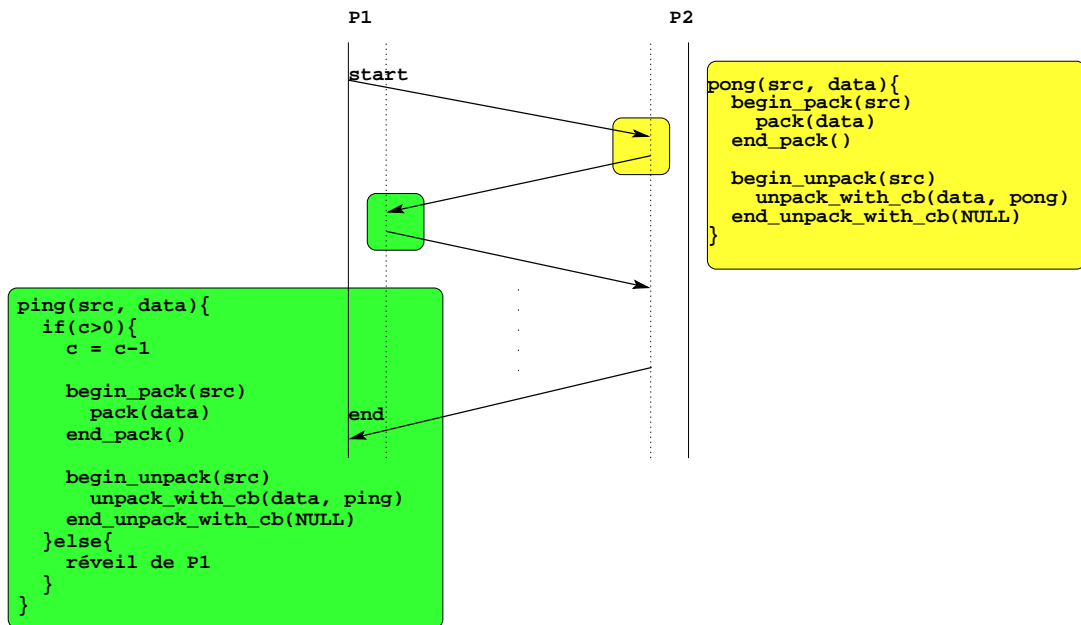 P1
P2
start
pong(src, data){
begin_pack(src)
pack(data)
end_pack()
begin_unpack(src)
unpack_with_cb(data, pong)
end_unpack_with_cb(NULL)
}
ping(src, data){
if(c>0){
c = c-1
begin_pack(src)
pack(data)
end_pack()
begin_unpack(src)
unpack_with_cb(data, ping)
end_unpack_with_cb(NULL)
}else{
réveil de P1
}
}
end